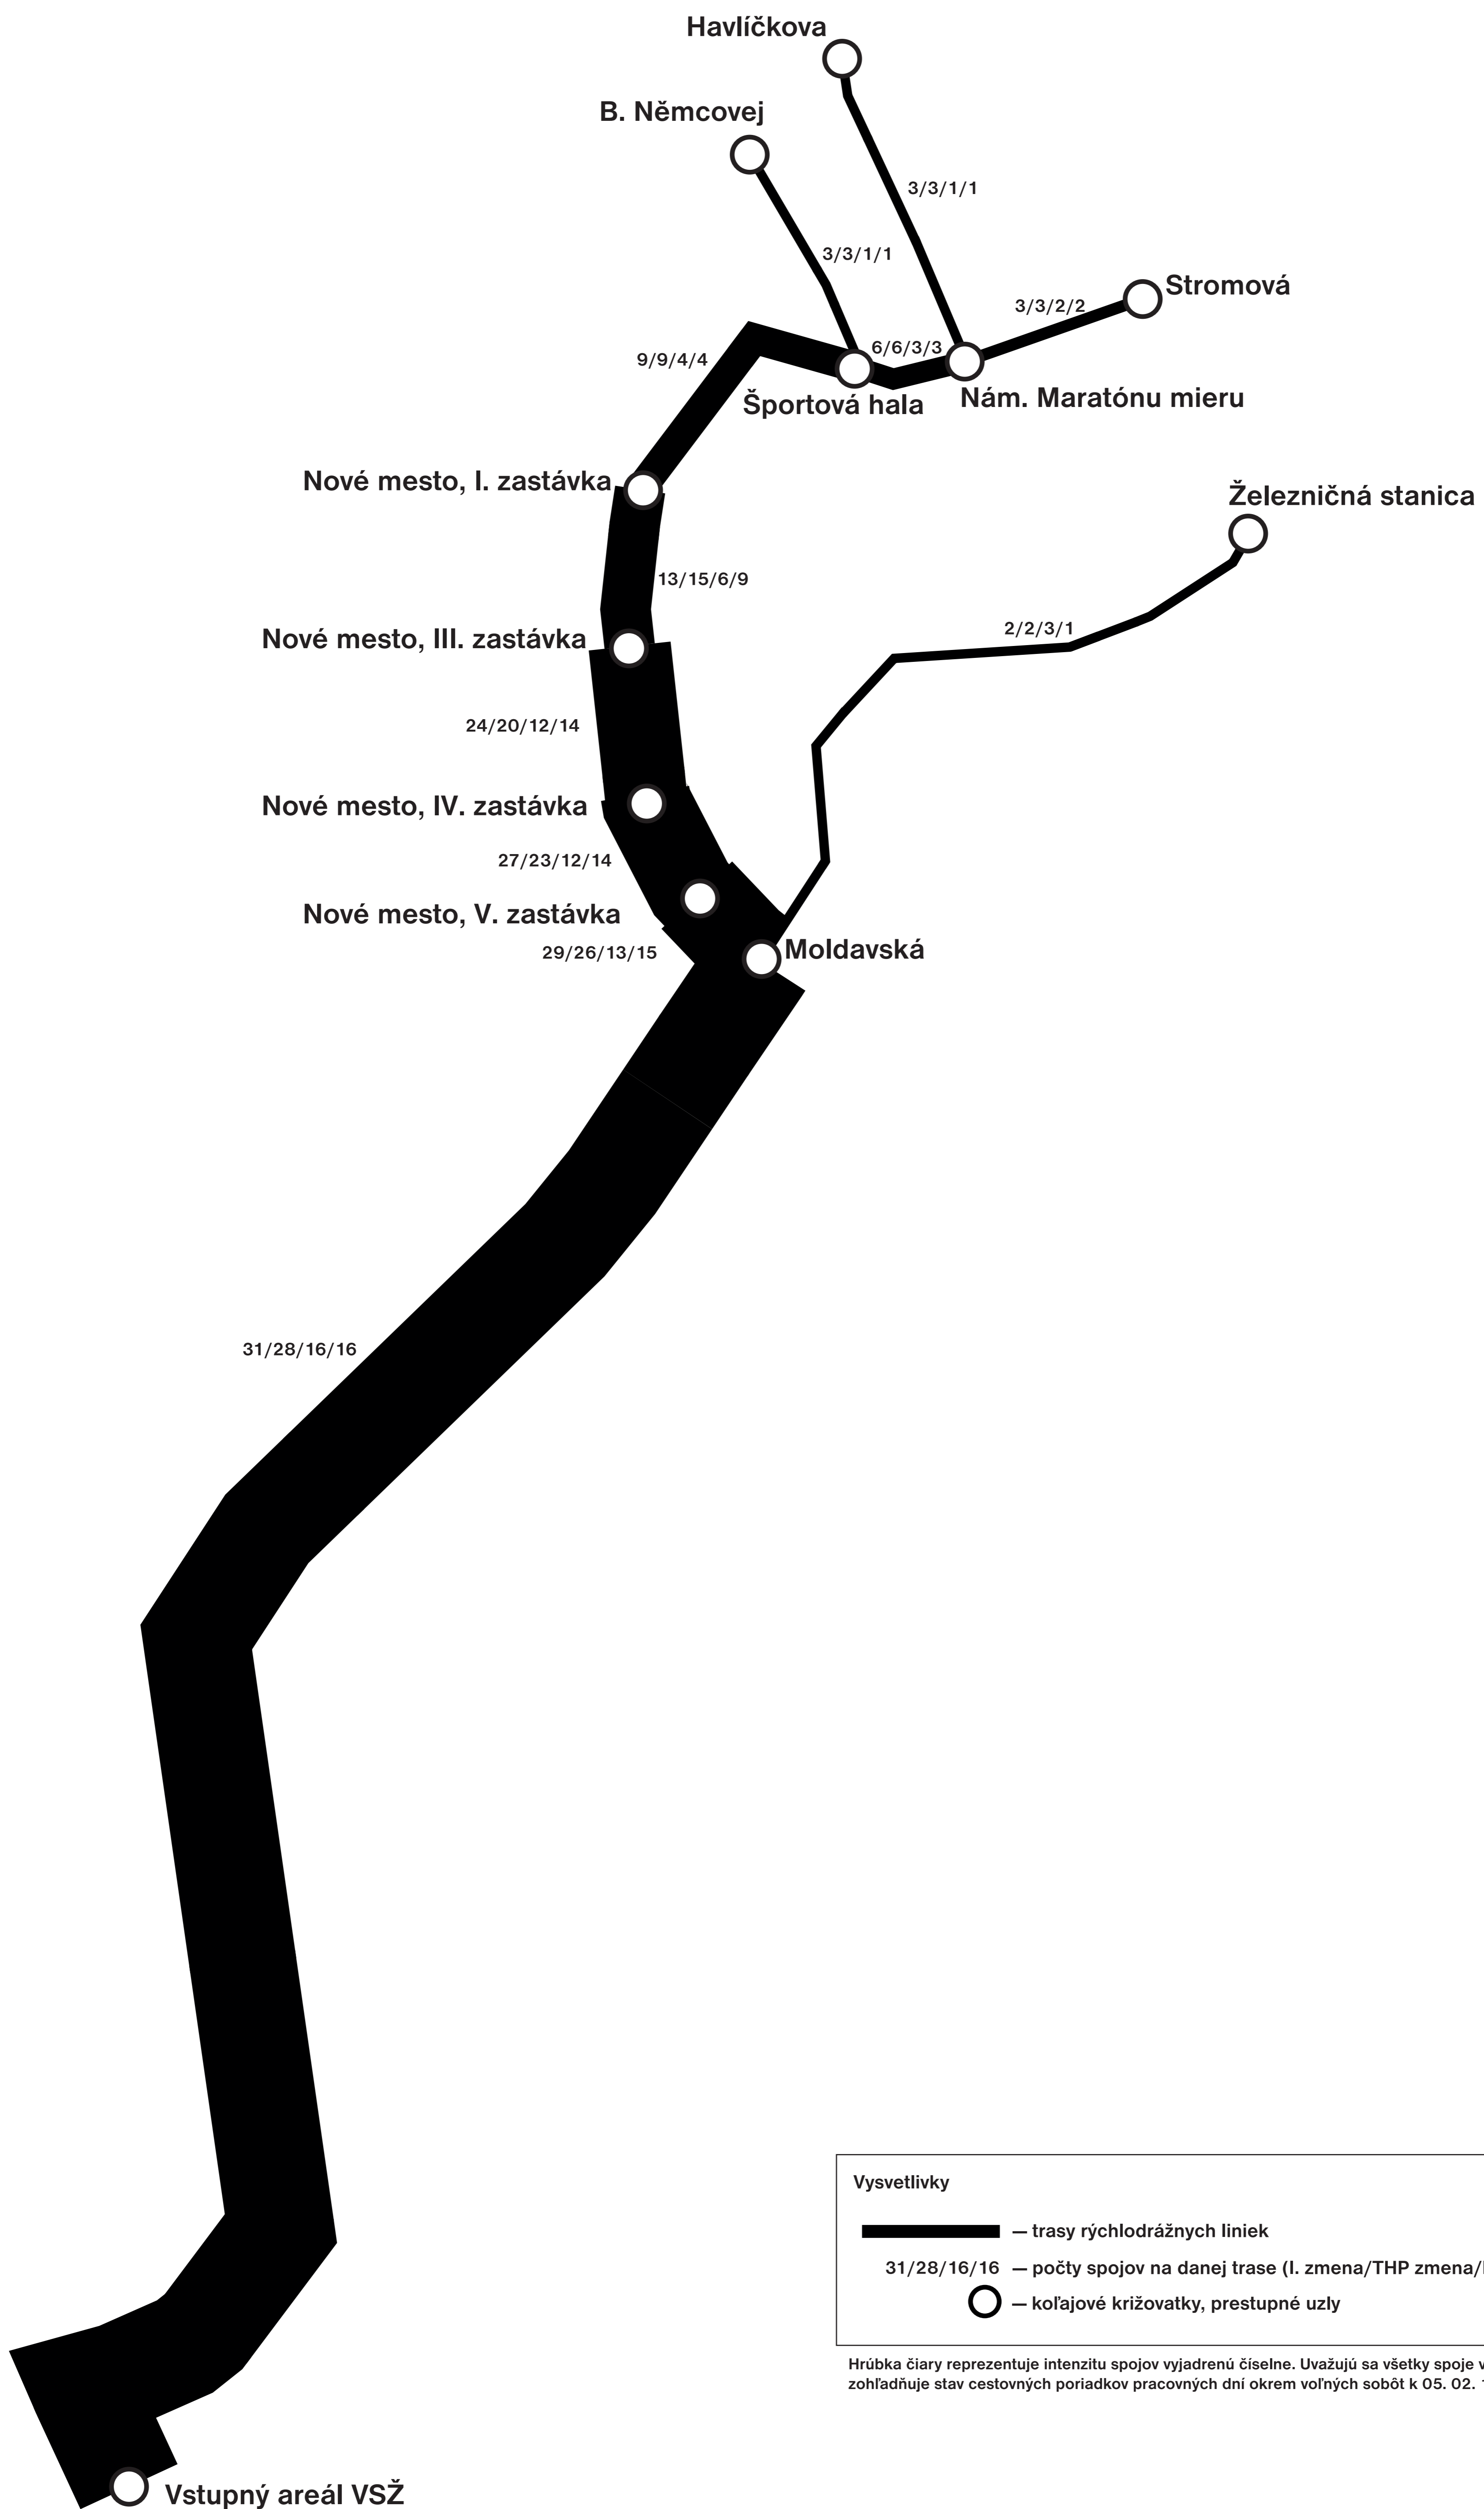 Havlíčkova
B. Němcovej
3/3/1/1
3/3/1/1
Stromová
3/3/2/2
6/6/3/3
9/9/4/4
Nám. Maratónu mieru
Športová hala
Nové mesto, I. zastávka
Železničná stanica
13/15/6/9
2/2/3/1
Nové mesto, III. zastávka
24/20/12/14
Nové mesto, IV. zastávka
27/23/12/14
Nové mesto, V. zastávka
29/26/13/15
Moldavská
31/28/16/16
Vysvetlivky
— trasy rýchlodrážnych liniek
31/28/16/16 — počty spojov na danej trase (I. zmena/THP zmena/
— koľajové križovatky, prestupné uzly
Hrúbka čiary reprezentuje intenzitu spojov vyjadrenú číselne. Uvažujú sa všetky spoje v
zohľadňuje stav cestovných poriadkov pracovných dní okrem voľných sobôt k 05. 02.
Vstupný areál VSŽ